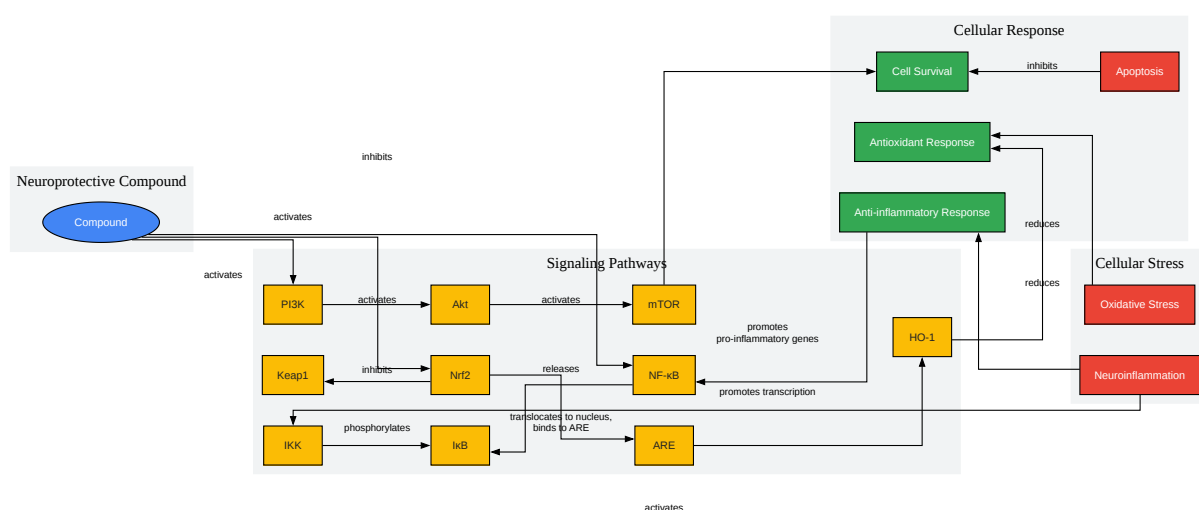 Cellular Response
Cell Survival
inhibits
Apoptosis
Antioxidant Response
inhibits
Neuroprotective Compound
Compound
activates
Anti-inflammatory Response
reduces
Signaling Pathways
Cellular Stress
activates
reduces
PI3K
activates
Akt
activates
mTOR
Oxidative Stress
promotes
pro-inflammatory genes
HO-1
Keap1
inhibits
Nrf2
releases
NF-κB
Neuroinflammation
promotes transcription
translocates to nucleus,
binds to ARE
IKK
phosphorylates
IκB
ARE
activates